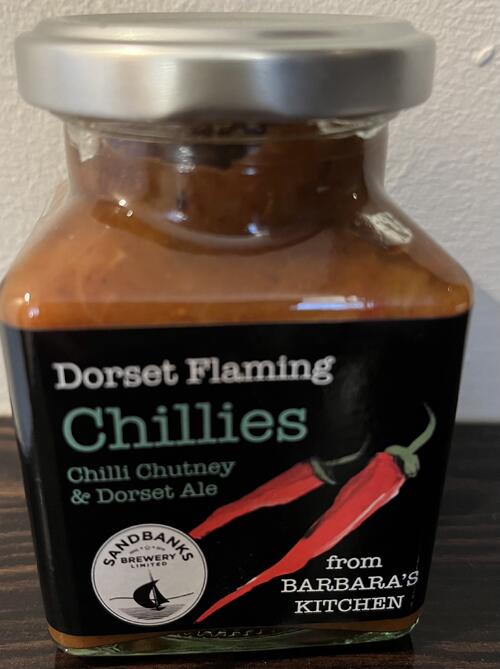 Dorset Flaming
Chillies
Chilli Chutney
& Dorset Ale
SANDBANKS
BREWERY
LIMITED
from
BARBARA'S
KITCHEN